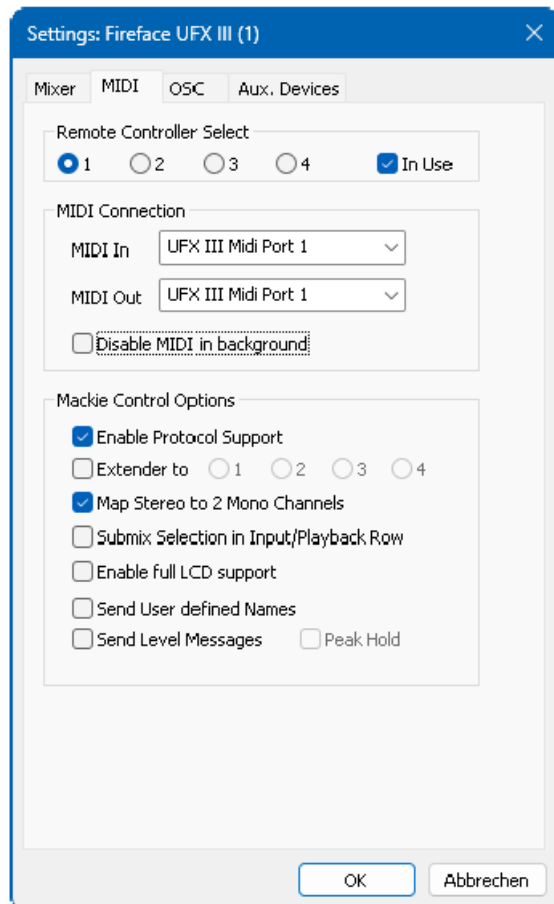 Settings: Fireface UFX III (1)
Mixer MIDI OSC Aux. Devices
Remote Controller Select
1 2 3 4 In Use
MIDI Connection
MIDI In UFX III Midi Port 1
MIDI Out UFX III Midi Port 1
Disable MIDI in background
Mackie Control Options
Enable Protocol Support
Extender to 1 2 3 4
Map Stereo to 2 Mono Channels
Submix Selection in Input/Playback Row
Enable full LCD support
Send User defined Names
Send Level Messages Peak Hold
OK Abbrechen